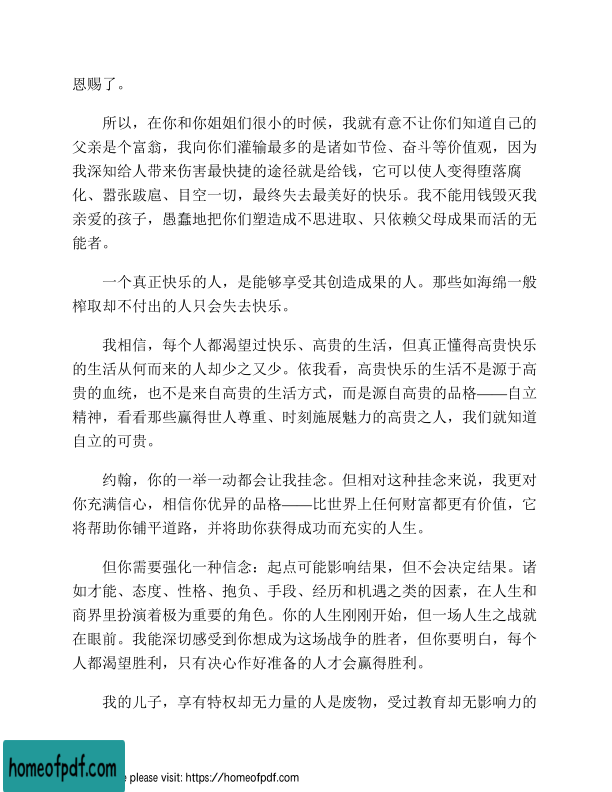 恩赐了。
所以，在你和你姐姐们很小的时候，我就有意不让你们知道自己的
父亲是个富翁，我向你们灌输最多的是诸如节俭、奋斗等价值观，因为
我深知给人带来伤害最快捷的途径就是给钱，它可以使人变得堕落腐
化、嚣张跋扈、目空一切，最终失去最美好的快乐。我不能用钱毁灭我
亲爱的孩子，愚蠢地把你们塑造成不思进取、只依赖父母成果而活的无
能者。
一个真正快乐的人，是能够享受其创造成果的人。那些如海绵一般
榨取却不付出的人只会失去快乐。
我相信，每个人都渴望过快乐、高贵的生活，但真正懂得高贵快乐
的生活从何而来的人却少之又少。依我看，高贵快乐的生活不是源于高
贵的血统，也不是来自高贵的生活方式，而是源自高贵的品格——自立
精神，看看那些赢得世人尊重、时刻施展魅力的高贵之人，我们就知道
自立的可贵。
约翰，你的一举一动都会让我挂念。但相对这种挂念来说，我更对
你充满信心，相信你优异的品格——比世界上任何财富都更有价值，它
将帮助你铺平道路，并将助你获得成功而充实的人生。
但你需要强化一种信念：起点可能影响结果，但不会决定结果。诸
如才能、态度、性格、抱负、手段、经历和机遇之类的因素，在人生和
商界里扮演着极为重要的角色。你的人生刚刚开始，但一场人生之战就
在眼前。我能深切感受到你想成为这场战争的胜者，但你要明白，每个
人都渴望胜利，只有决心作好准备的人才会赢得胜利。
我的儿子，享有特权却无力量的人是废物，受过教育却无影响力的
homeofpdf.com
e please visit: https://homeofpdf.com